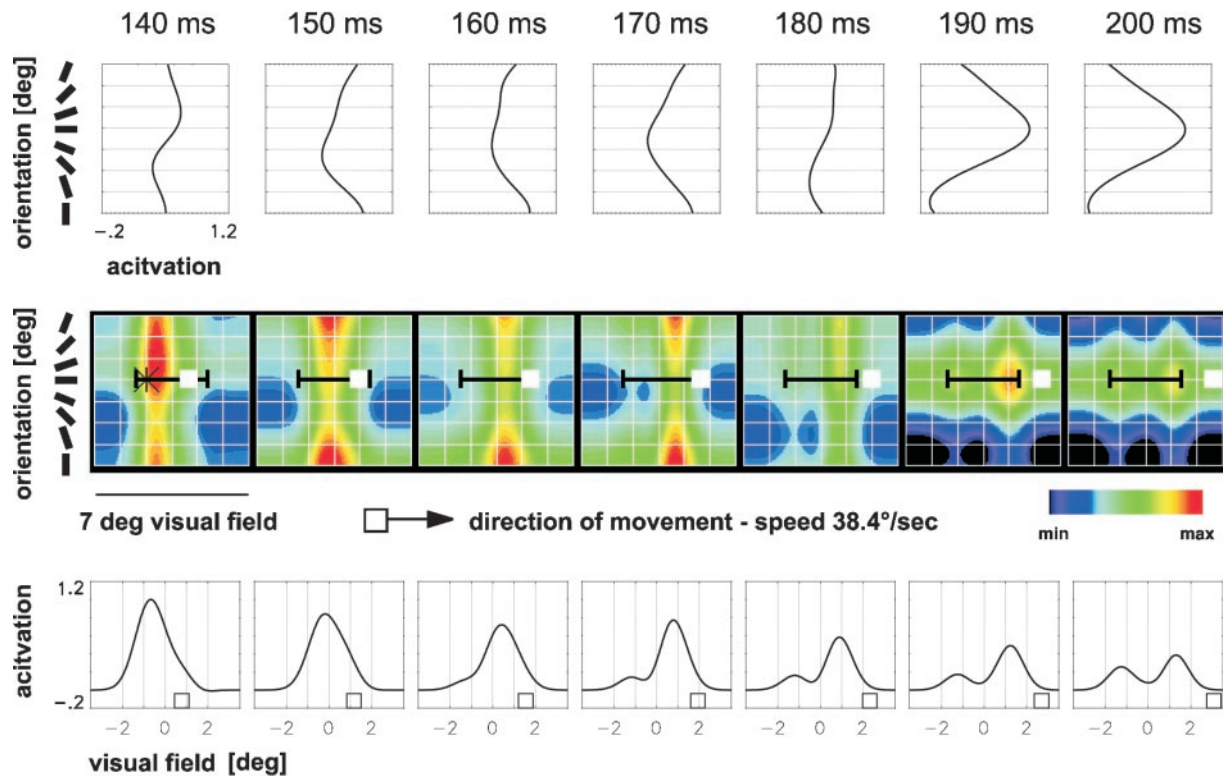 140 ms 150 ms 160 ms 170 ms 180 ms 190 ms 200 ms
orientation [deg]
−.2 1.2
acitvation
orientation [deg]
7 deg visual field
direction of movement - speed 38.4°/sec
min max
acitvation
1.2
−.2
−2 0 2 −2 0 2 −2 0 2 −2 0 2 −2 0 2 −2 0 2 −2 0 2
visual field [deg]